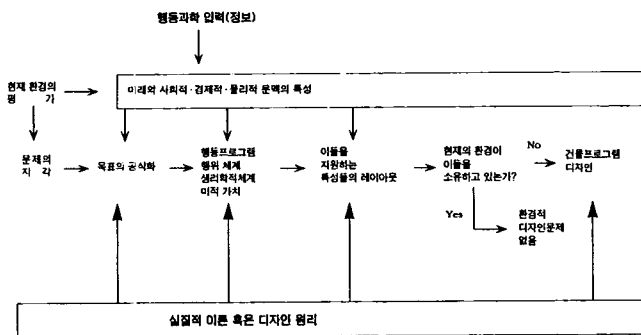 행동과학 입력(정보)
현재 환경의
평 가
미래의 사회적·경제적·물리적 문맥의 특성
문제의
지 각
목표의 공식화
행동프로그램
행위 체계
생리학적체계
미적 가치
이들을
지원하는
특성들의 레이아웃
현재의 환경이
이들을
소유하고 있는가?
No
건물프로그램
디자인
Yes
환경적
디자인문제
없음
실질적 이론 혹은 디자인 원리